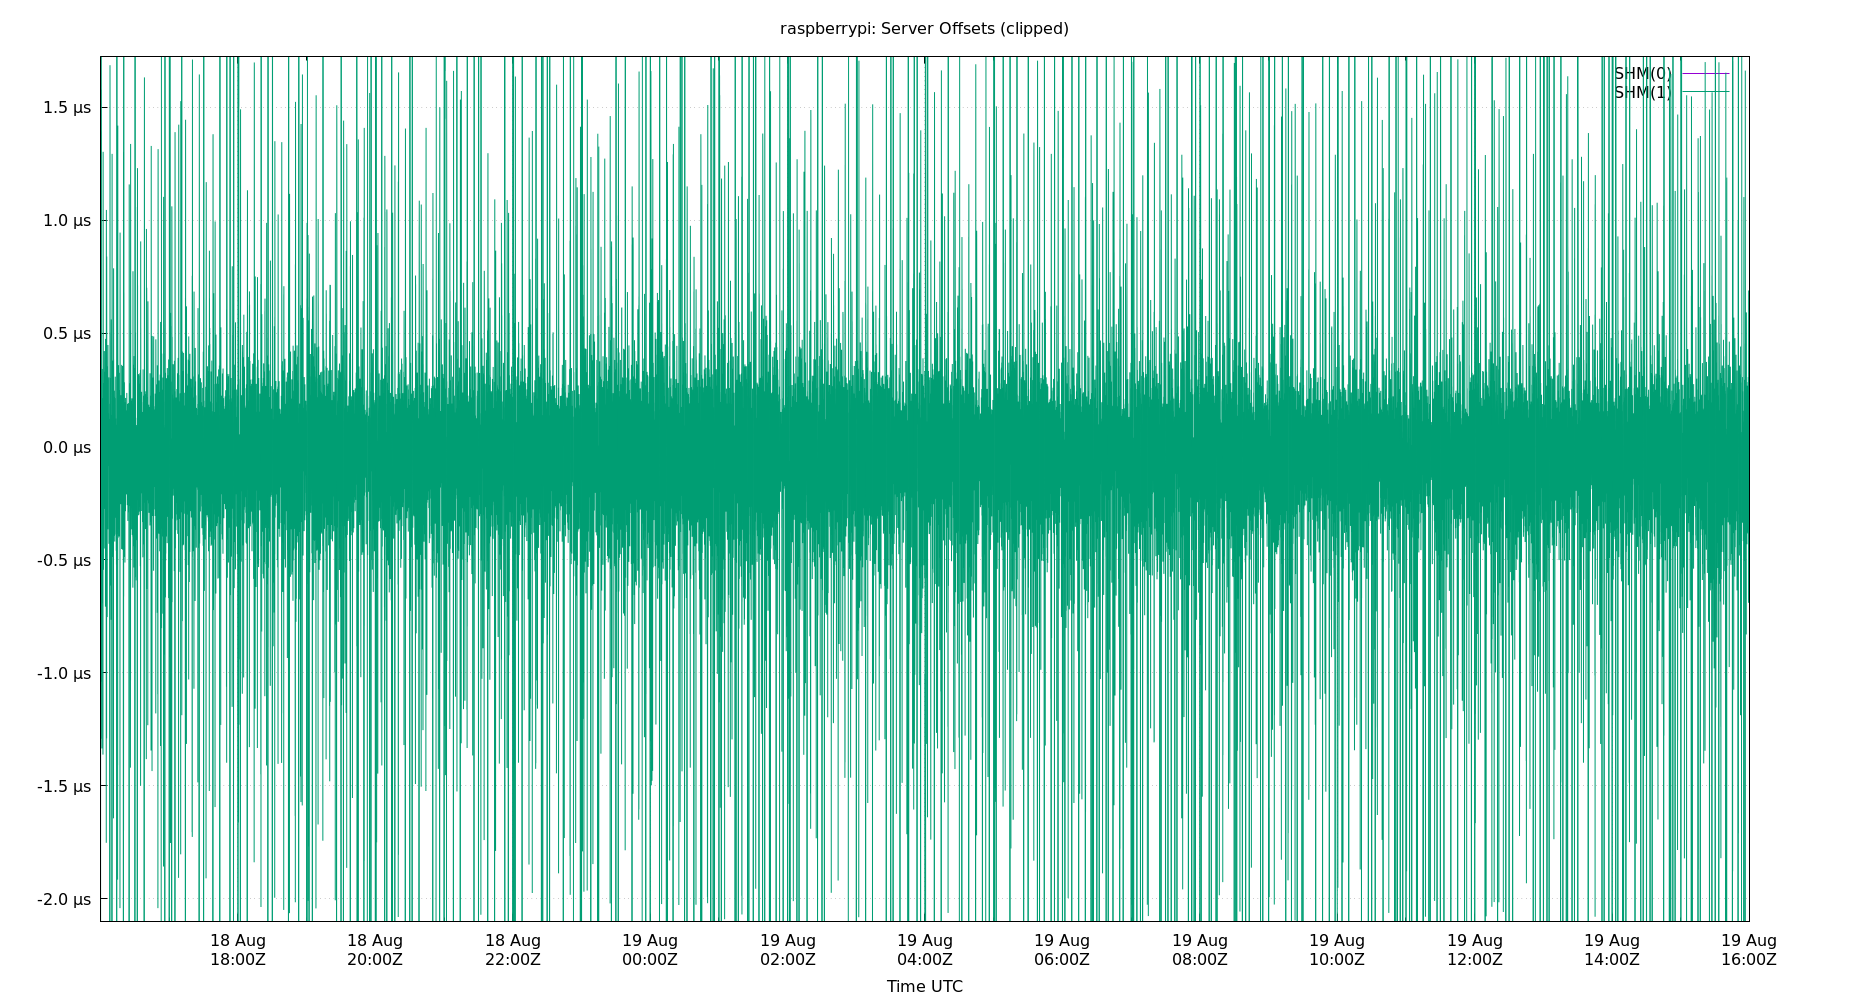 raspberrypi: Server Offsets (clipped)
SHM(0)
SHM(1)
1.5 µs
1.0 µs
0.5 µs
0.0 µs
-0.5 µs
-1.0 µs
-1.5 µs
-2.0 µs
18 Aug 18 Aug 18 Aug 19 Aug 19 Aug 19 Aug 19 Aug 19 Aug 19 Aug 19 Aug 19 Aug 19 Aug
18:00Z 20:00Z 22:00Z 00:00Z 02:00Z 04:00Z 06:00Z 08:00Z 10:00Z 12:00Z 14:00Z 16:00Z
Time UTC